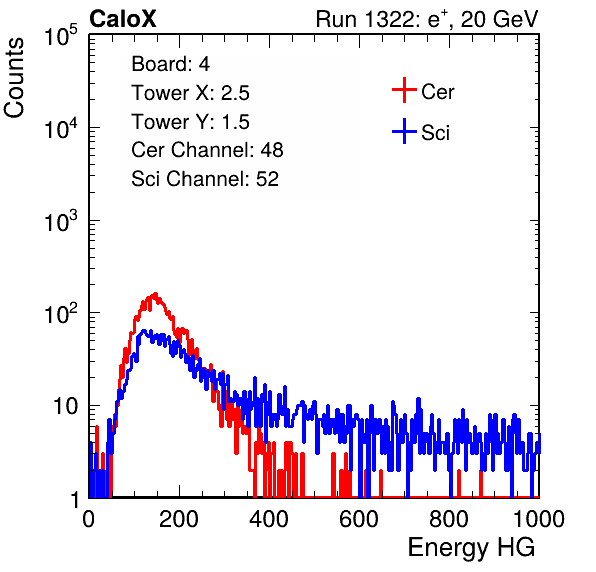 CaloX Run 1322: e⁺, 20 GeV
Counts
Board: 4
Tower X: 2.5
Tower Y: 1.5
Cer Channel: 48
Sci Channel: 52
Cer
Sci
10⁵
10⁴
10³
10²
10
1
0 200 400 600 800 1000
Energy HG